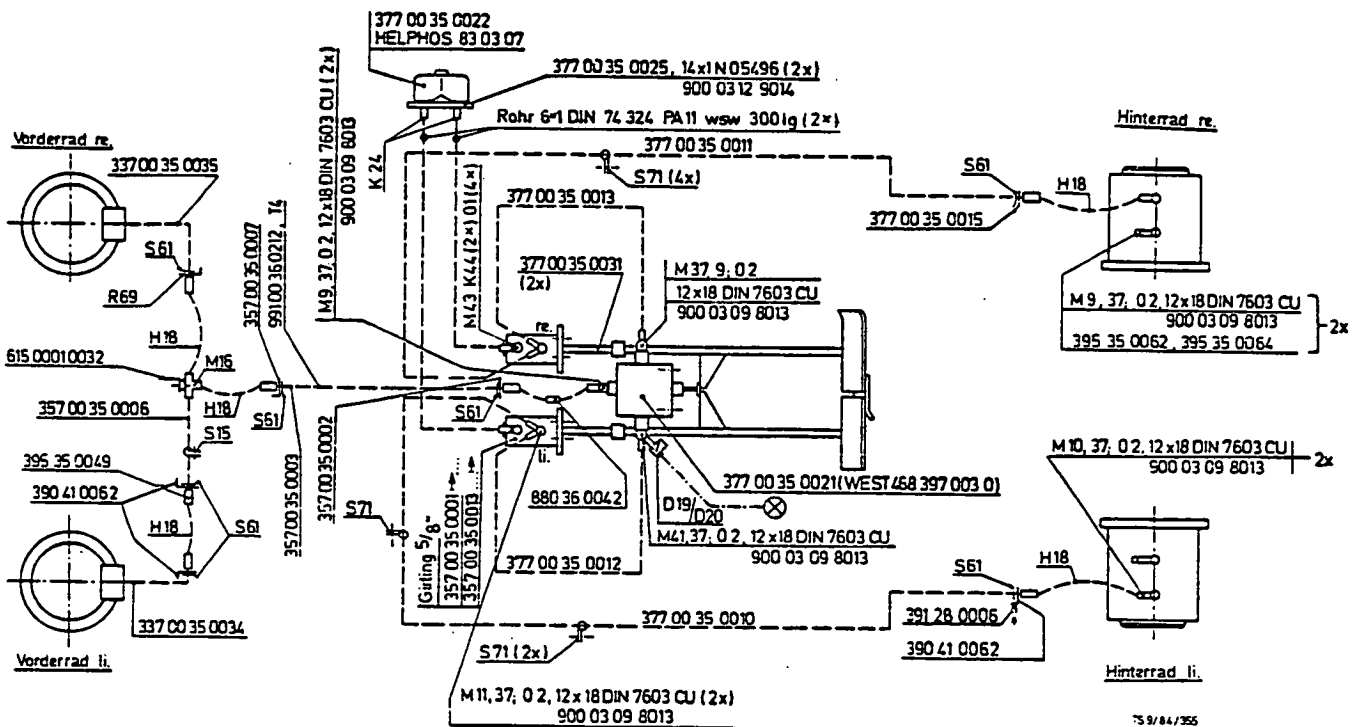 377 00 35 0022
HELPHOS 83 03 07
377 00 35 0025, 14x1 N 05496 (2x)
900 03 12 9014
Rohr 6-1 DIN 74 324 PA11 wsw 300 lg (2x)
377 00 35 0011
Hinterrad re.
Vorderrad re.
337 00 35 0035
S61
R69
H18
615 0001 0032
M16
357 00 35 0006
H18
S61
S15
395 35 0049
390 41 0062
H18
S61
337 00 35 0034
Vorderrad li.
357 00 35 0007
991 00 36 0212, T4
357 00 35 0003
M9, 37, 0 2, 12x18 DIN 7603 CU (2x)
900 03 09 8013
K 24
M43 K44 (2x) 01 (4x)
357 00 35 0002
S71 (4x)
377 00 35 0013
377 00 35 0031
(2x)
re.
M 37, 9; 0 2
12x18 DIN 7603 CU
900 03 09 8013
S61
li.
S71
Girling 5/8"
357 00 35 0001
357 00 35 0013
880 36 0042
377 00 35 0021 (WEST 468 397 003 0)
D19/
D20
M41, 37; 0 2, 12x18 DIN 7603 CU
900 03 09 8013
377 00 35 0012
377 00 35 0010
S71 (2x)
M11, 37; 0 2, 12x18 DIN 7603 CU (2x)
900 03 09 8013
S61
H18
377 00 35 0015
M9, 37; 0 2, 12x18 DIN 7603 CU
900 03 09 8013
395 35 0062, 395 35 0064
2x
M10, 37; 0 2, 12x18 DIN 7603 CU
900 03 09 8013
2x
S61
H18
391 28 0006
390 41 0062
Hinterrad li.
75 9/84/355